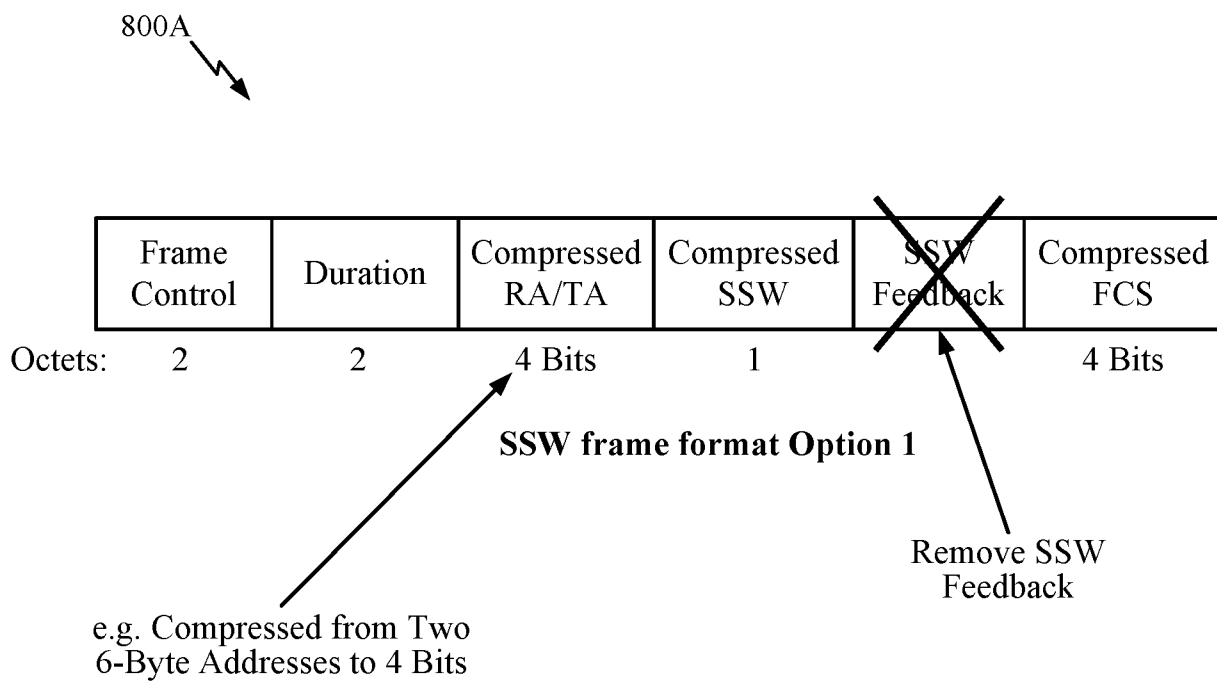 800A
Frame Control
Duration
Compressed RA/TA
Compressed SSW
SSW Feedback
Compressed FCS
Octets: 2 2 4 Bits 1 4 Bits
SSW frame format Option 1
Remove SSW
Feedback
e.g. Compressed from Two
6-Byte Addresses to 4 Bits